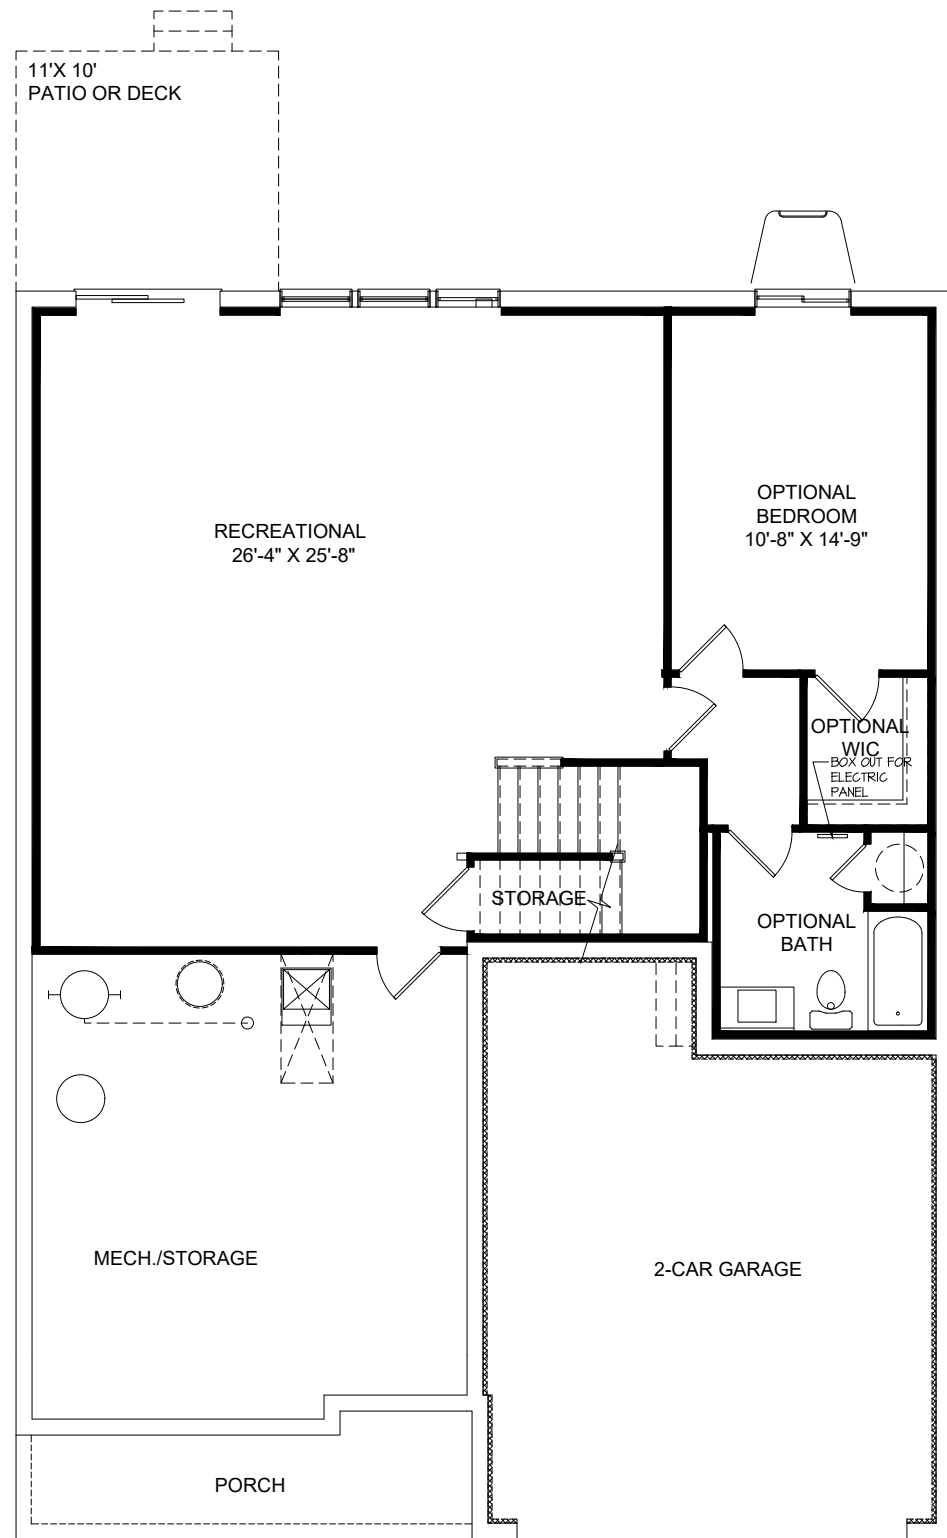 11'X 10'
PATIO OR DECK
OPTIONAL
BEDROOM
10'-8" X 14'-9"
RECREATIONAL
26'-4" X 25'-8"
OPTIONAL
WIC
BOX OUT FOR
ELECTRIC
PANEL
STORAGE
OPTIONAL
BATH
MECH./STORAGE
2-CAR GARAGE
PORCH